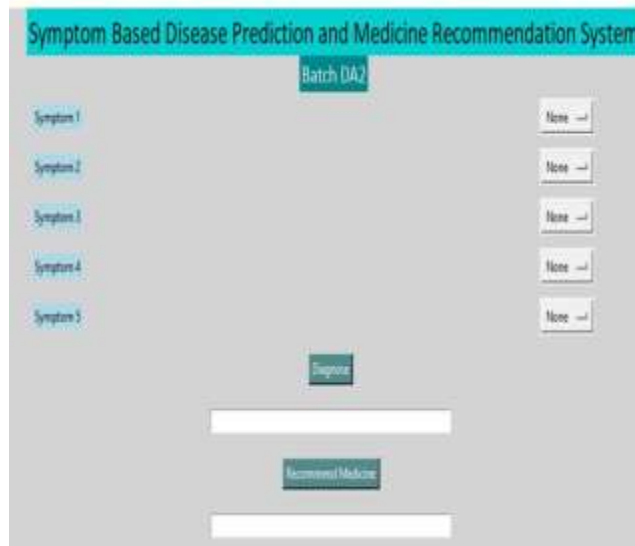 Symptom Based Disease Prediction and Medicine Recommendation System
Batch DA2
Symptom 1 None
Symptom 2 None
Symptom 3 None
Symptom 4 None
Symptom 5 None
Diagnose
Recommend Medicine